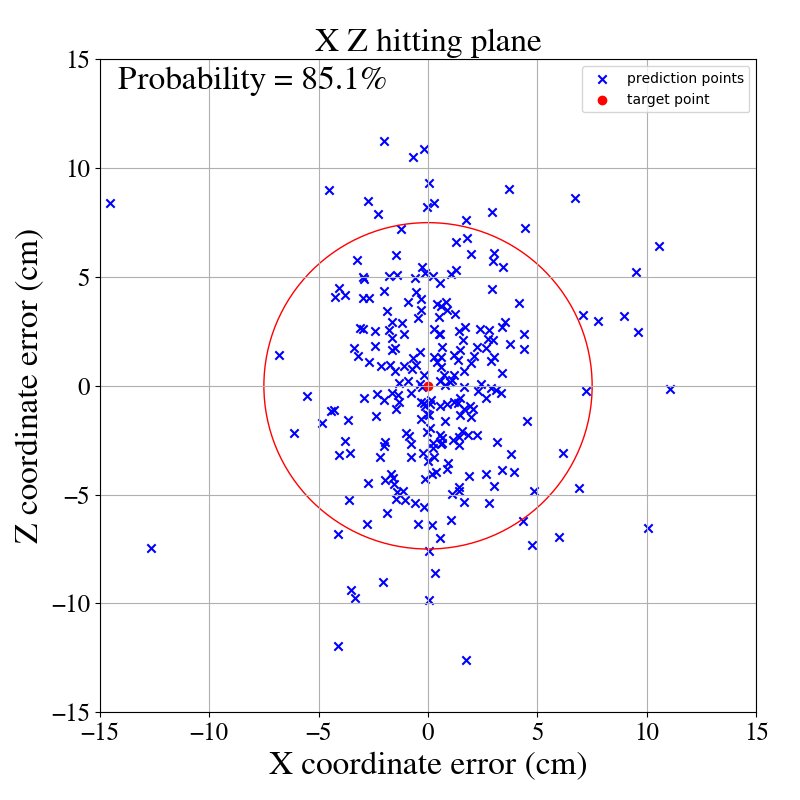 X Z hitting plane
Probability = 85.1%
prediction points
target point
15
10
5
0
−5
−10
−15
Z coordinate error (cm)
−15 −10 −5 0 5 10 15
X coordinate error (cm)